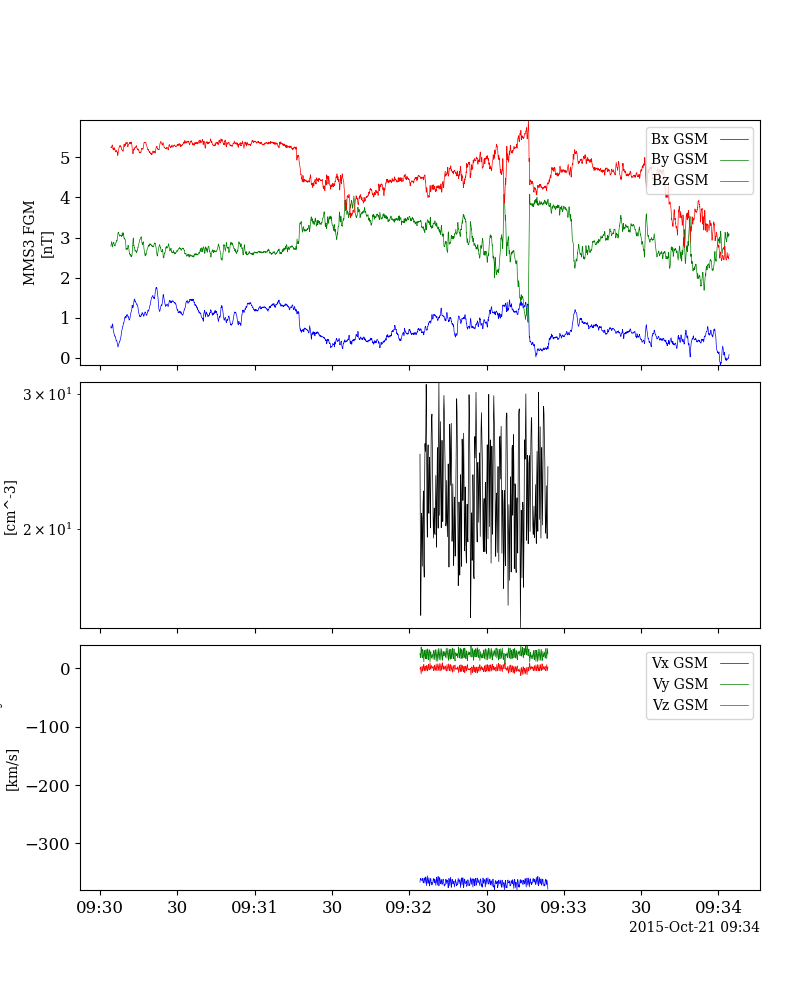 MMS3 FGM
[nT]
5
4
3
2
1
0
Bx GSM
By GSM
Bz GSM
[cm^-3]
3 × 10¹
2 × 10¹
[km/s]
0
−100
−200
−300
Vx GSM
Vy GSM
Vz GSM
09:30 30 09:31 30 09:32 30 09:33 30 09:34
2015-Oct-21 09:34